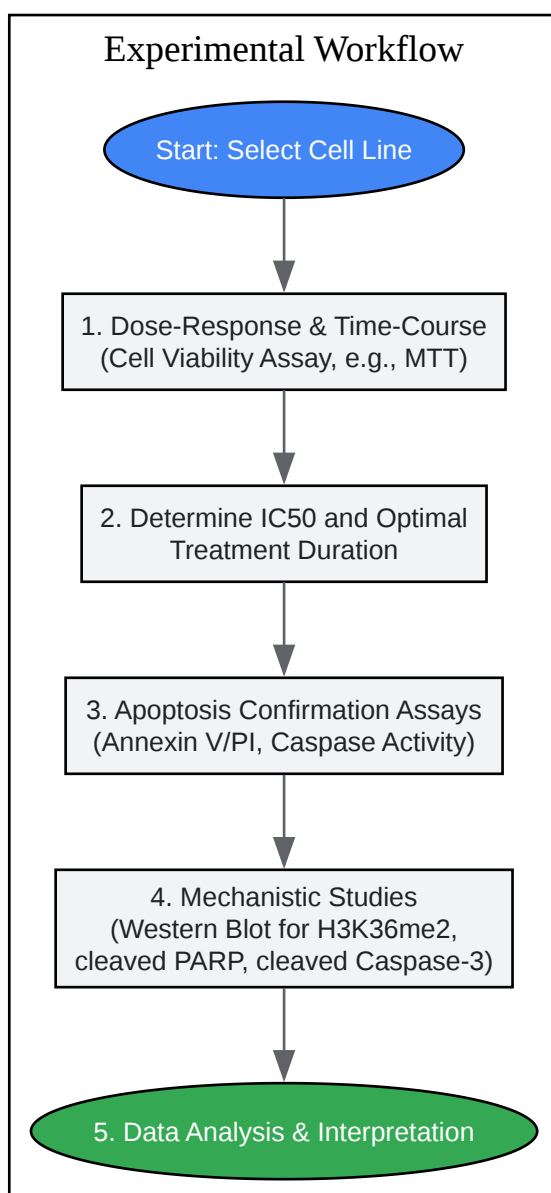 Experimental Workflow
Start: Select Cell Line
1. Dose-Response & Time-Course
(Cell Viability Assay, e.g., MTT)
2. Determine IC50 and Optimal
Treatment Duration
3. Apoptosis Confirmation Assays
(Annexin V/PI, Caspase Activity)
4. Mechanistic Studies
(Western Blot for H3K36me2,
cleaved PARP, cleaved Caspase-3)
5. Data Analysis & Interpretation